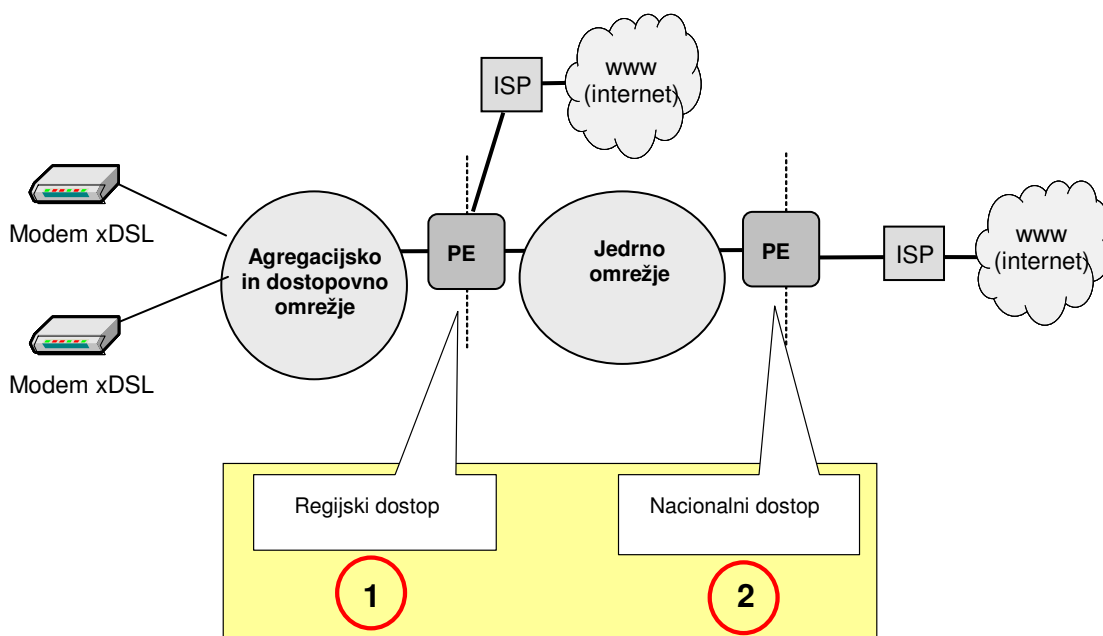 www
(internet)
ISP
Modem xDSL
Agregacijsko
in dostopovno
omrežje
PE
Jedrno
omrežje
PE
ISP
www
(internet)
Modem xDSL
Regijski dostop
Nacionalni dostop
1
2